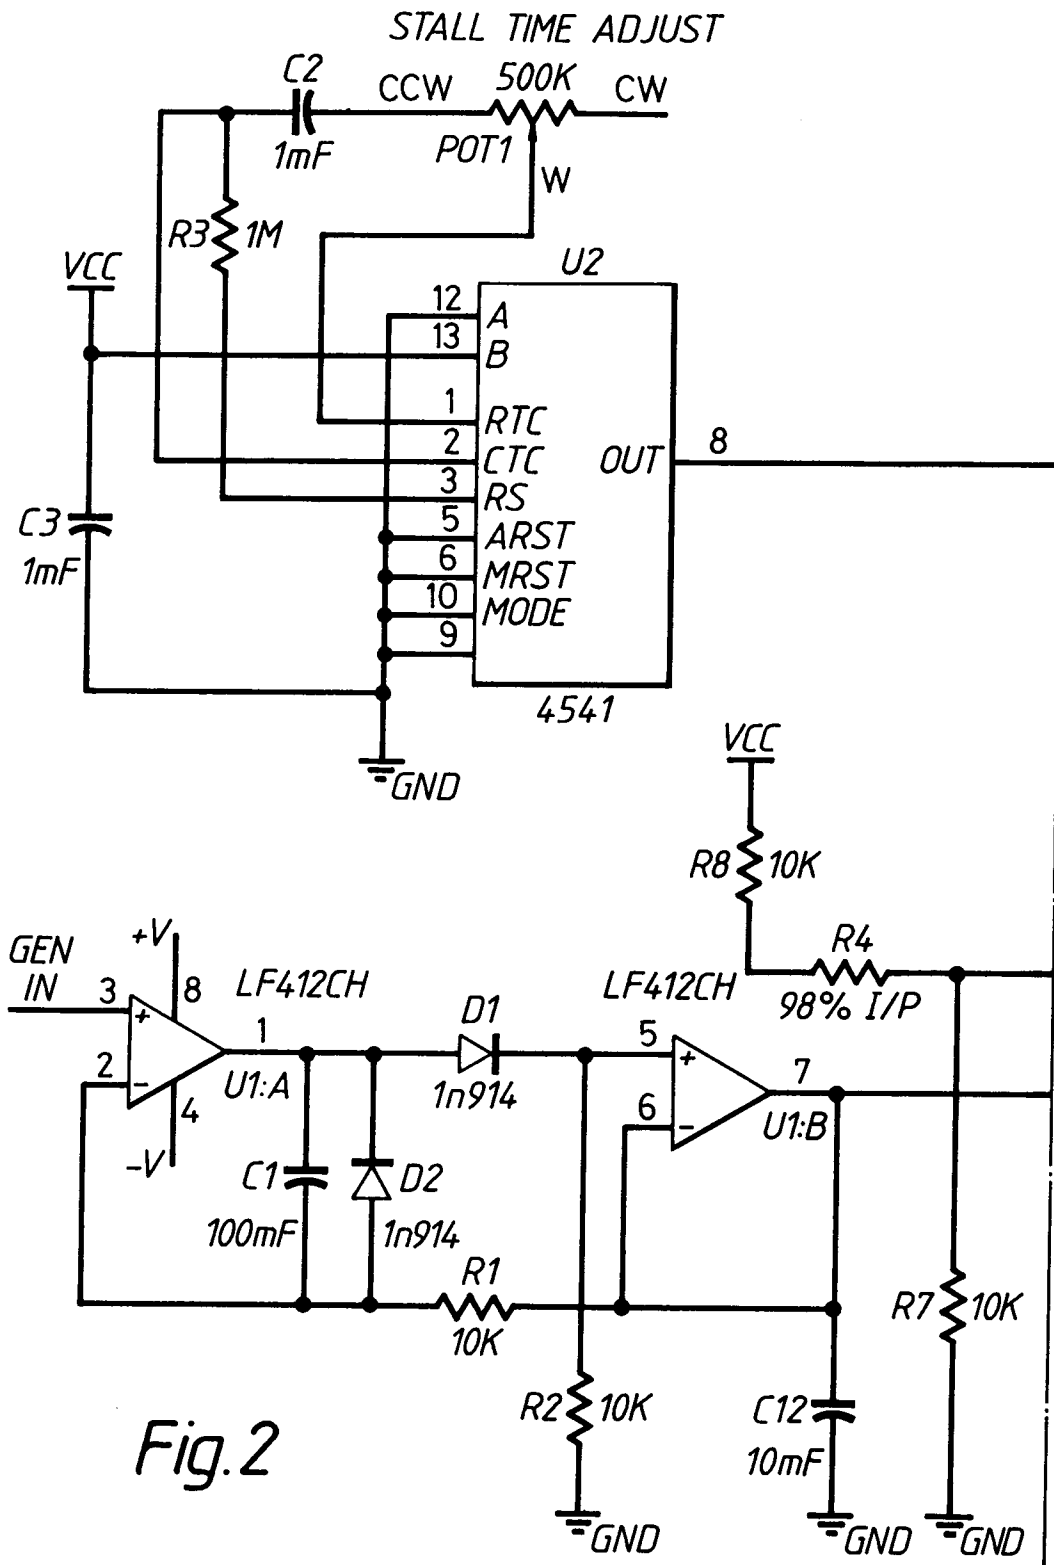 STALL TIME ADJUST
C2
CCW
500K
CW
1mF
POT1
W
R3
1M
VCC
U2
12
A
13
B
1
RTC
2
CTC
OUT
8
3
RS
C3
1mF
5
ARST
6
MRST
10
MODE
9
4541
GND
VCC
R8
10K
GEN
IN
+V
8
3
+
LF412CH
1
2
-
U1:A
4
-V
D1
1n914
LF412CH
R4
98% I/P
5
+
6
-
7
U1:B
C1
100mF
D2
1n914
R1
10K
R7
10K
R2
10K
C12
10mF
GND
GND
GND
Fig.2